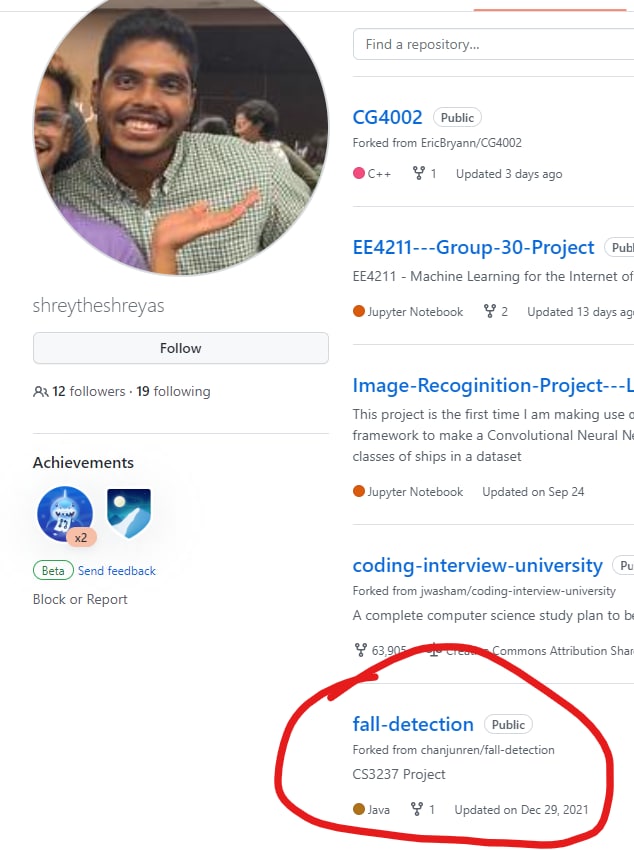 shreytheshreyas
Follow
12 followers · 19 following
Achievements
x2
Beta Send feedback
Block or Report
Find a repository...
CG4002 Public
Forked from EricBryann/CG4002
C++ 1 Updated 3 days ago
EE4211---Group-30-Project Publ
EE4211 - Machine Learning for the Internet of
Jupyter Notebook 2 Updated 13 days ago
Image-Recoginition-Project---L
This project is the first time I am making use o
framework to make a Convolutional Neural Ne
classes of ships in a dataset
Jupyter Notebook Updated on Sep 24
coding-interview-university Pu
Forked from jwasham/coding-interview-university
A complete computer science study plan to be
63,905 Creative Commons Attribution Shar
fall-detection Public
Forked from chanjunren/fall-detection
CS3237 Project
Java 1 Updated on Dec 29, 2021